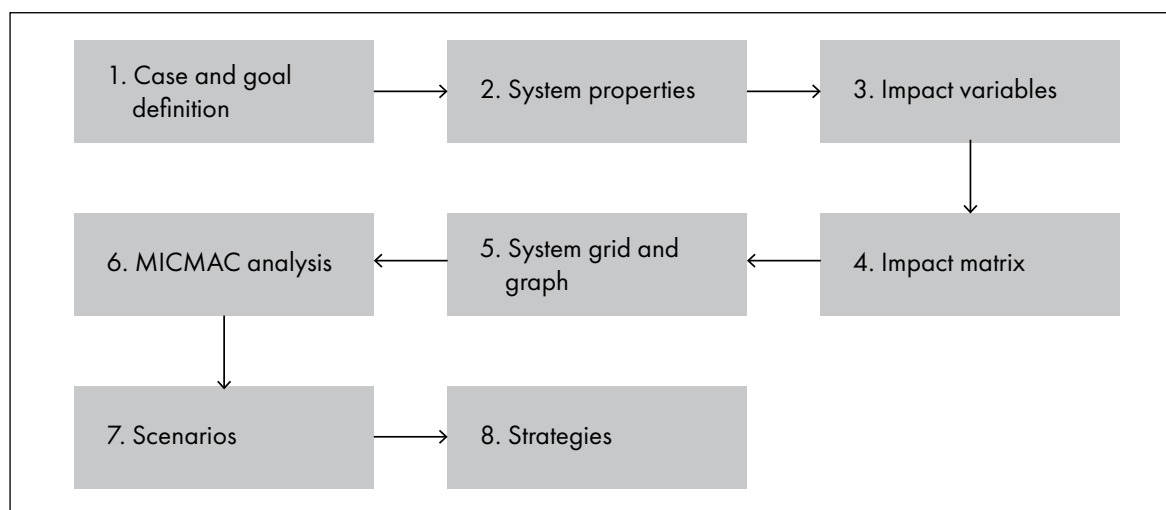 1. Case and goal
definition
2. System properties
3. Impact variables
6. MICMAC analysis
5. System grid and
graph
4. Impact matrix
7. Scenarios
8. Strategies